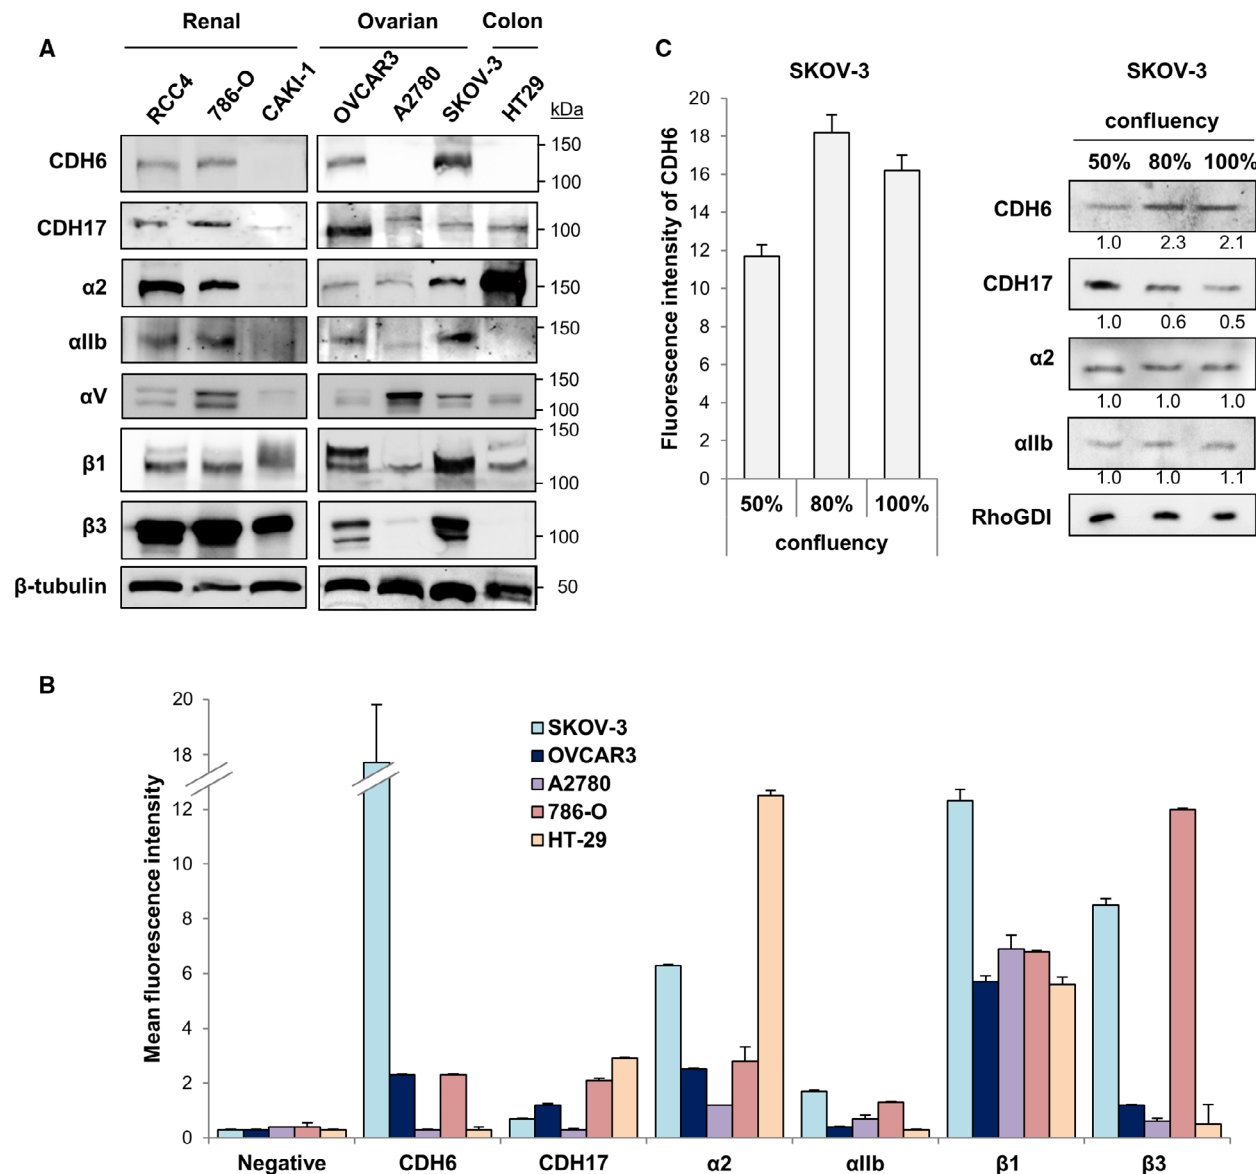 A
Renal
Ovarian
Colon
RCC4
786-O
CAKI-1
OVCAR3
A2780
SKOV-3
HT29
kDa
CDH6
150
100
CDH17
100
α2
150
αIIb
150
αV
150
100
β1
150
100
β3
100
β-tubulin
50
C
SKOV-3
Fluorescence intensity of CDH6
20
18
16
14
12
10
8
6
4
2
0
50% 80% 100%
confluency
SKOV-3
confluency
50% 80% 100%
CDH6
1.0 2.3 2.1
CDH17
1.0 0.6 0.5
α2
1.0 1.0 1.0
αIIb
1.0 1.0 1.1
RhoGDI
B
Mean fluorescence intensity
20
18
12
10
8
6
4
2
0
SKOV-3
OVCAR3
A2780
786-O
HT-29
Negative CDH6 CDH17 α2 αIIb β1 β3